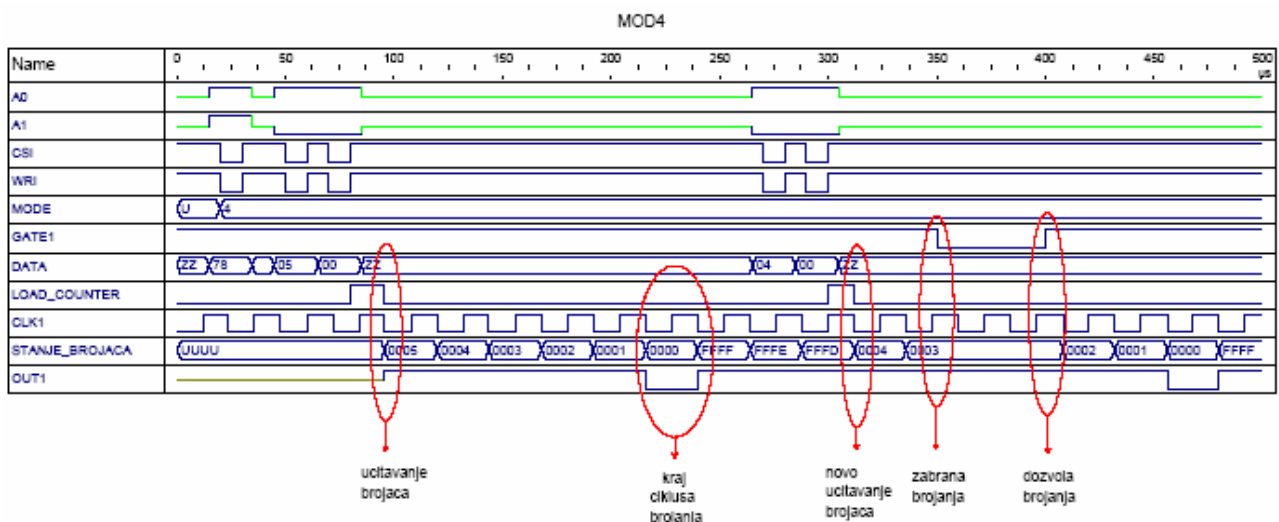 MOD4
Name 0 50 100 150 200 250 300 350 400 450 500
µs
A0
A1
CSI
WRI
MODE U 4
GATE1
DATA ZZ 78 05 00 ZZ 04 00 ZZ
LOAD_COUNTER
CLK1
STANJE_BROJACA UUUU 0005 0004 0003 0002 0001 0000 FFFF FFFE FFFD 0004 0003 0002 0001 0000 FFFF
OUT1
ucitavanje
brojaca
kraj
ciklusa
brojanja
novo
ucitavanje
brojaca
zabrana
brojanja
dozvola
brojanja